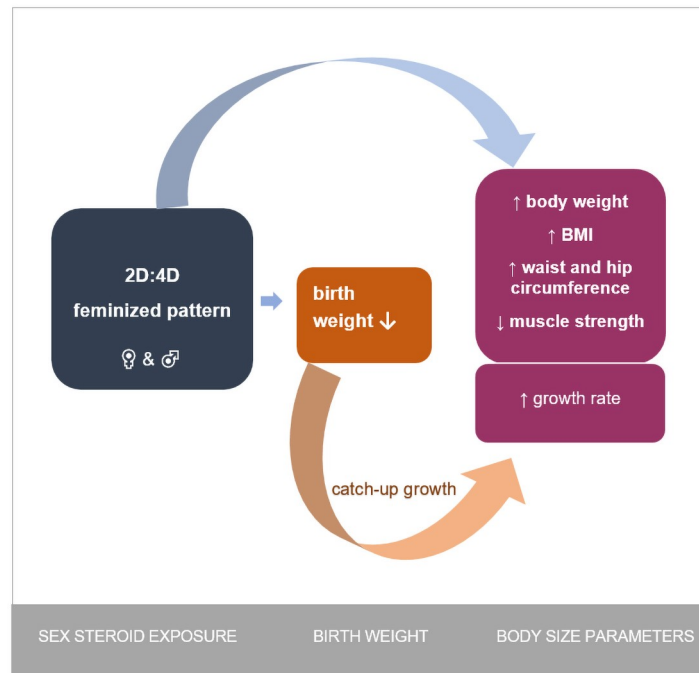 2D:4D
feminized pattern
♀ & ♂
birth
weight ↓
↑ body weight
↑ BMI
↑ waist and hip
circumference
↓ muscle strength
↑ growth rate
catch-up growth
SEX STEROID EXPOSURE
BIRTH WEIGHT
BODY SIZE PARAMETERS